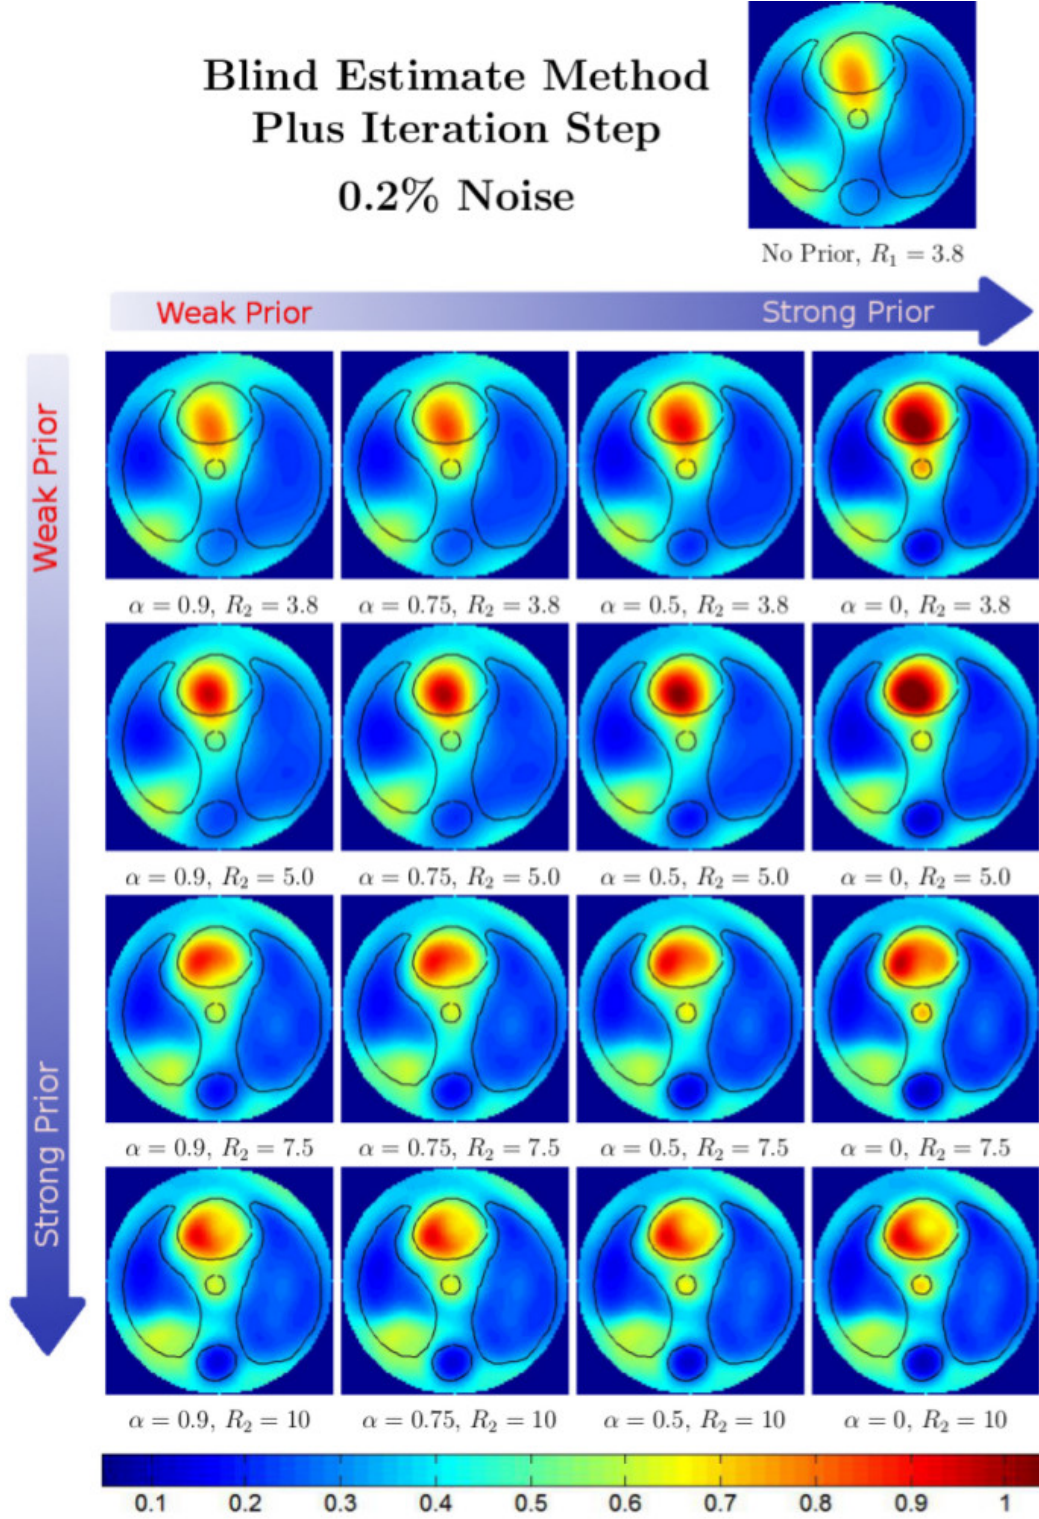 Blind Estimate Method
Plus Iteration Step
0.2% Noise
No Prior, R₁ = 3.8
Weak Prior Strong Prior
Weak Prior
Strong Prior
α = 0.9, R₂ = 3.8 α = 0.75, R₂ = 3.8 α = 0.5, R₂ = 3.8 α = 0, R₂ = 3.8
α = 0.9, R₂ = 5.0 α = 0.75, R₂ = 5.0 α = 0.5, R₂ = 5.0 α = 0, R₂ = 5.0
α = 0.9, R₂ = 7.5 α = 0.75, R₂ = 7.5 α = 0.5, R₂ = 7.5 α = 0, R₂ = 7.5
α = 0.9, R₂ = 10 α = 0.75, R₂ = 10 α = 0.5, R₂ = 10 α = 0, R₂ = 10
0.1 0.2 0.3 0.4 0.5 0.6 0.7 0.8 0.9 1